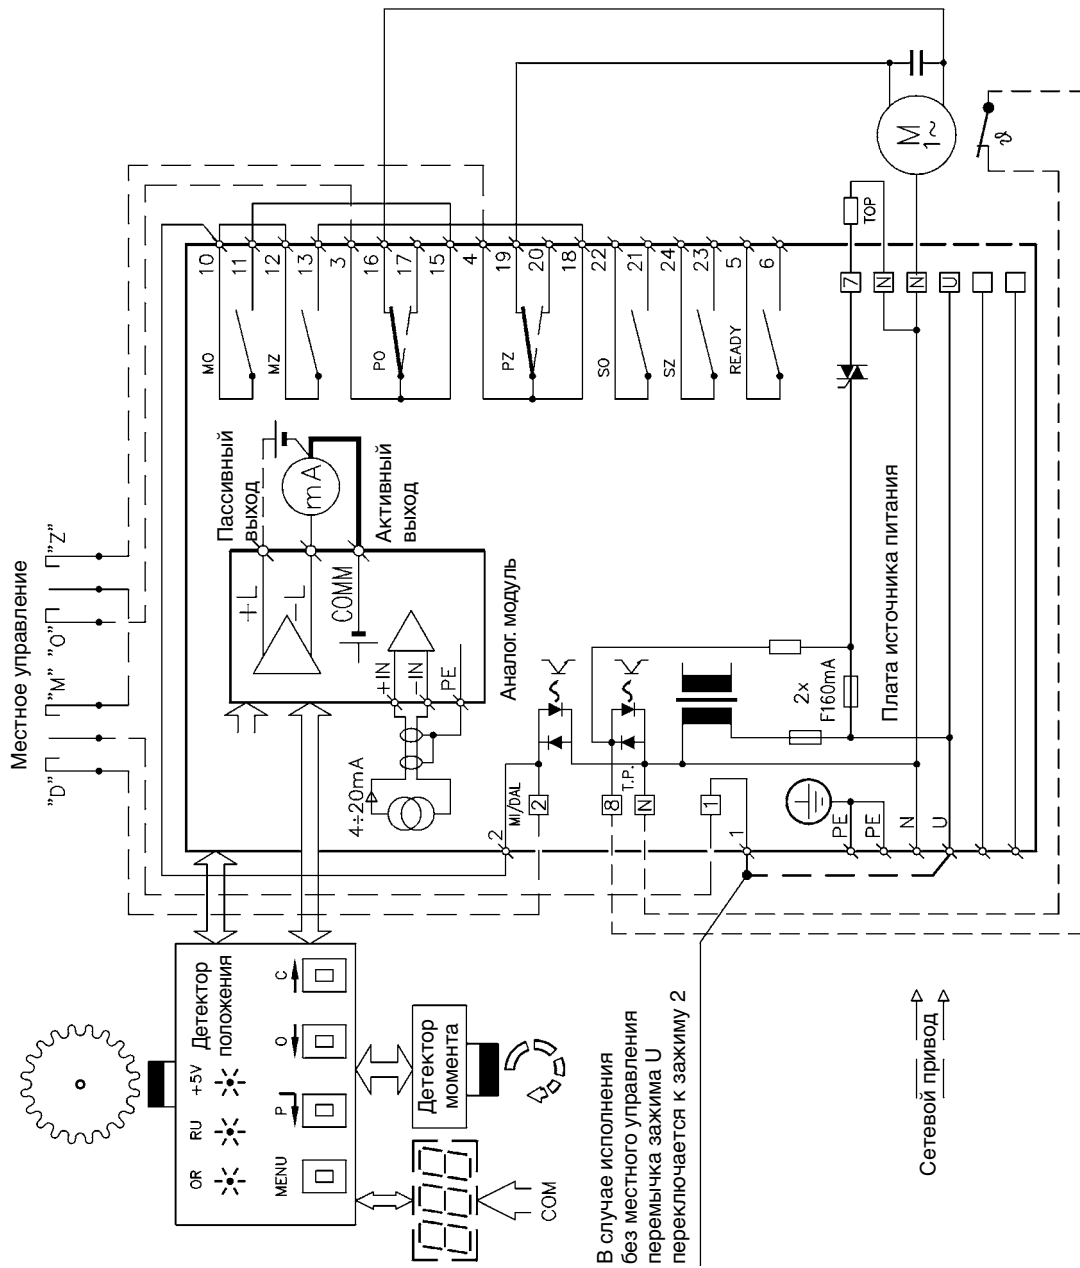 Местное управление
"D"
"M"
"O"
"Z"
OR
RU
+5V
Детектор
положения
MENU
P
O
C
Детектор
момента
COM
Пассивный
выход
mA
Активный
выход
+L
-L
COMM
+IN
-IN
PE
Аналог. модуль
4÷20mA
MO
MZ
PO
PZ
SO
SZ
READY
10
11
12
13
3
16
17
15
4
19
20
18
22
21
24
23
5
6
7
N
N
U
TOP
M
1~
ϑ
2
MI/DAL
2
8
T.P.
N
1
1
2x
F160mA
Плата источника питания
PE
PE
N
U
В случае исполнения
без местного управления
перемычка зажима U
переключается к зажиму 2
Сетевой привод